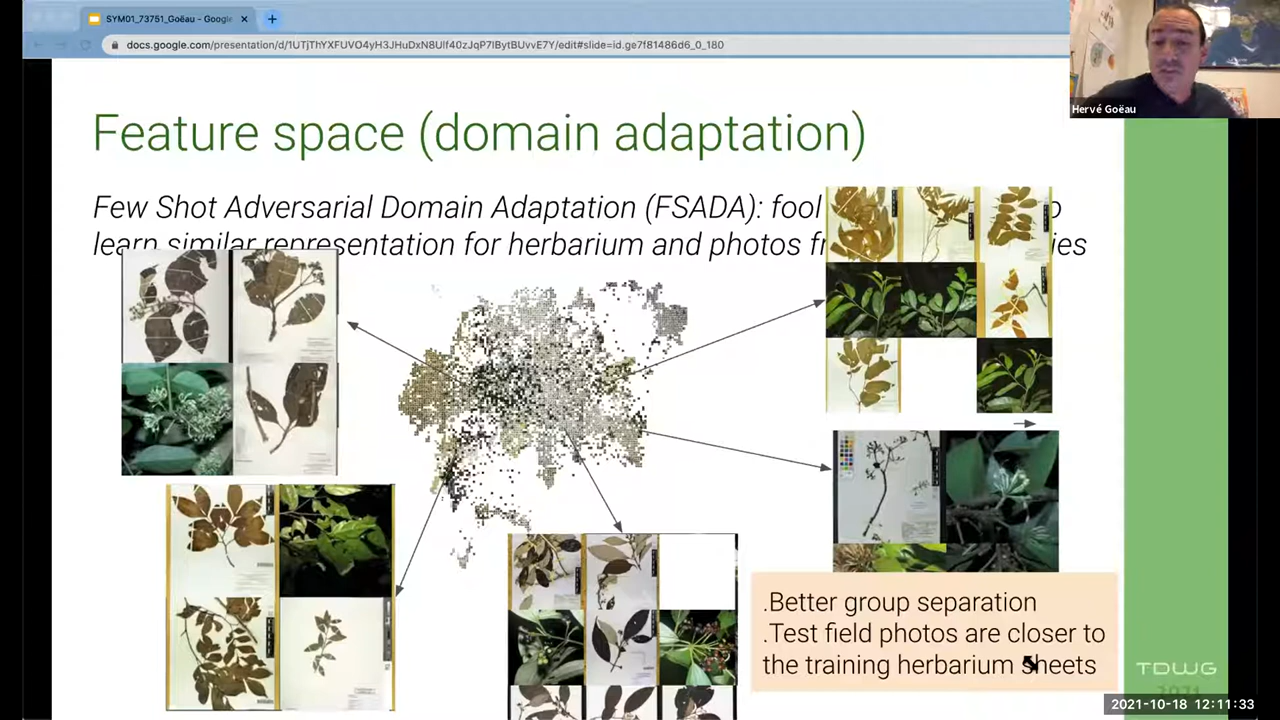 SYM01_73751_Goëau - Google
docs.google.com/presentation/d/1UTjThYXFUVO4yH3JHuDxN8Ulf40zJqP7IBytBUvvE7Y/edit#slide=id.ge7f81486d6_0_180
Hervé Goëau
Feature space (domain adaptation)
Few Shot Adversarial Domain Adaptation (FSADA): fool
learn similar representation for herbarium and photos
.Better group separation
.Test field photos are closer to
the training herbarium sheets
TDWG
2021
2021-10-18 12:11:33